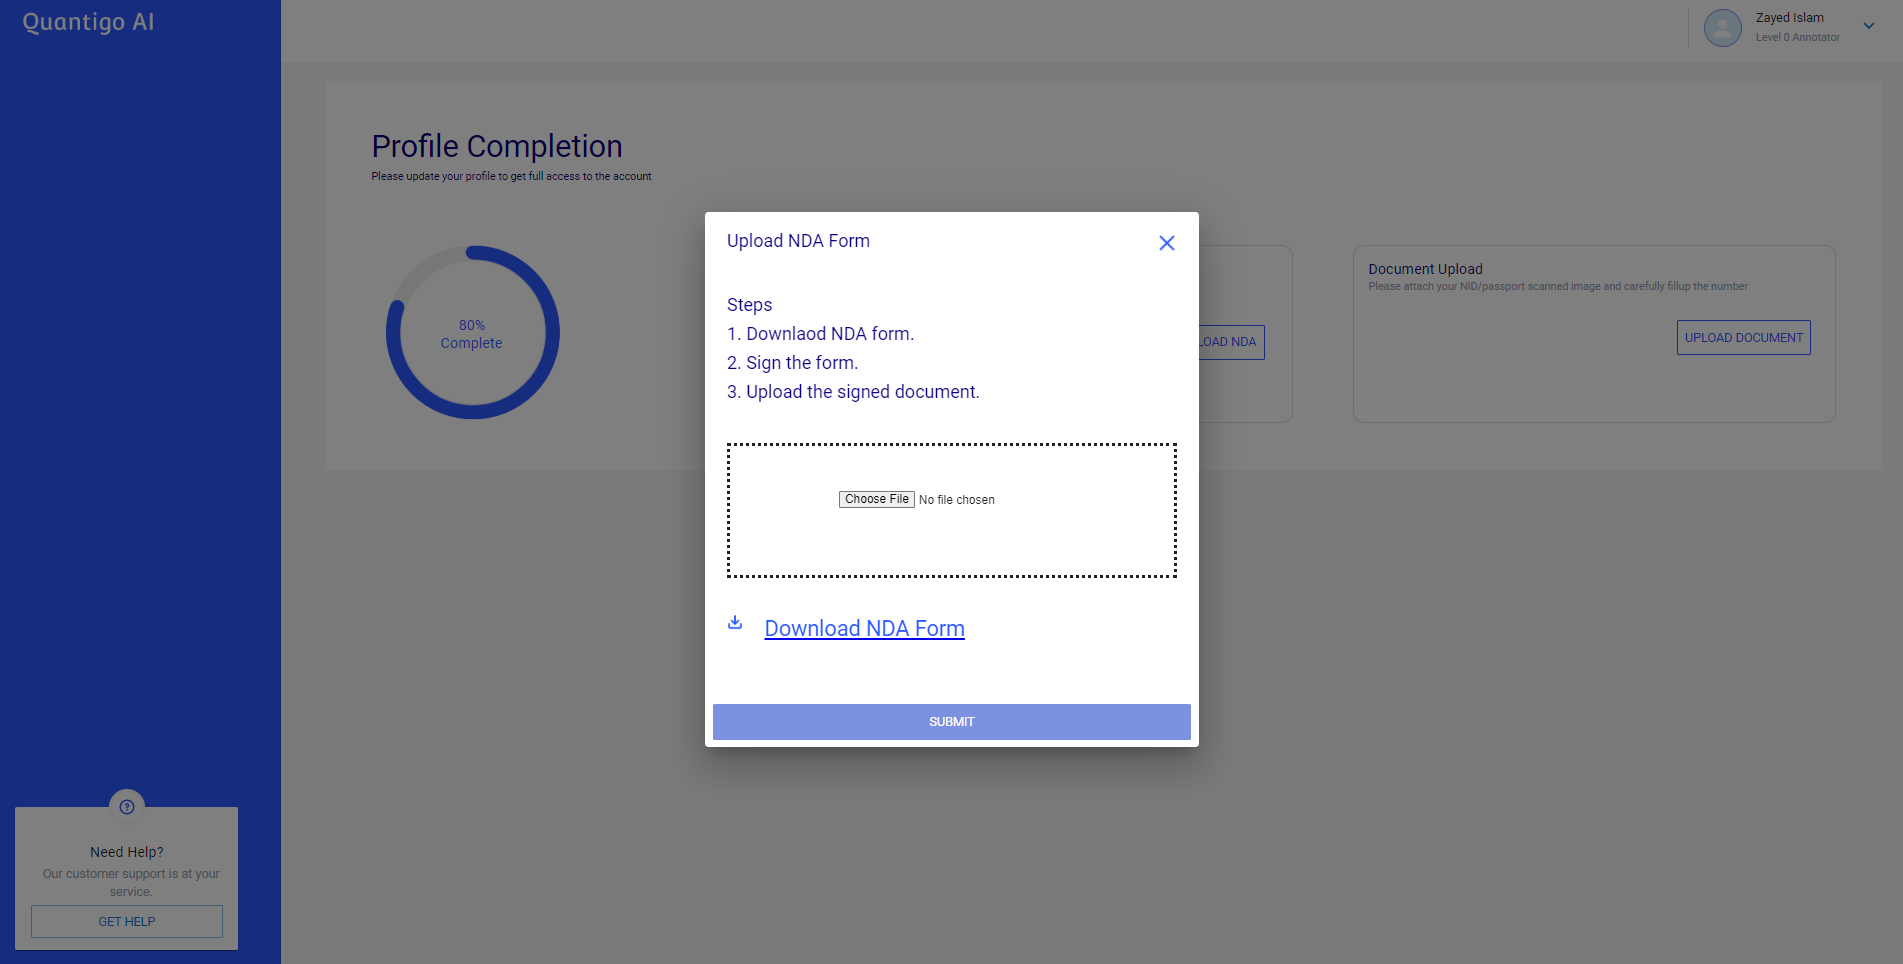 Quantigo AI
Zayed Islam
Level 0 Annotator
Profile Completion
Please update your profile to get full access to the account
80%
Complete
Upload NDA Form
Steps
1. Downlaod NDA form.
2. Sign the form.
3. Upload the signed document.
Choose File No file chosen
Download NDA Form
SUBMIT
LOAD NDA
Document Upload
Please attach your NID/passport scanned image and carefully fillup the number
UPLOAD DOCUMENT
Need Help?
Our customer support is at your
service.
GET HELP